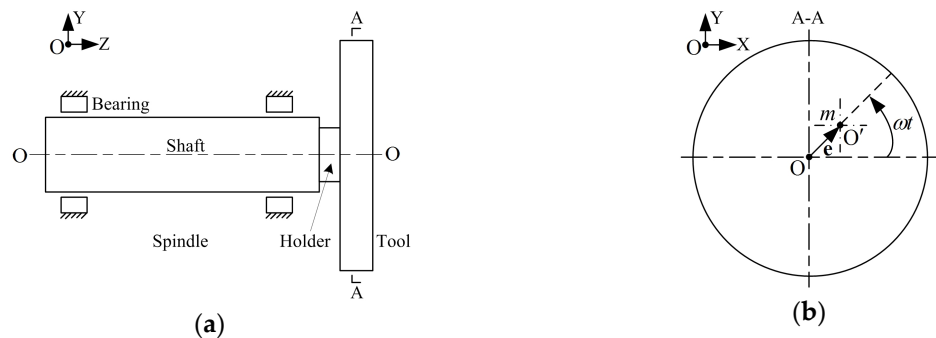 Y
O
Z
A
Bearing
Shaft
O
O
Spindle
Holder
Tool
A
(a)
A-A
Y
O
X
m
O′
ωt
e
O
(b)